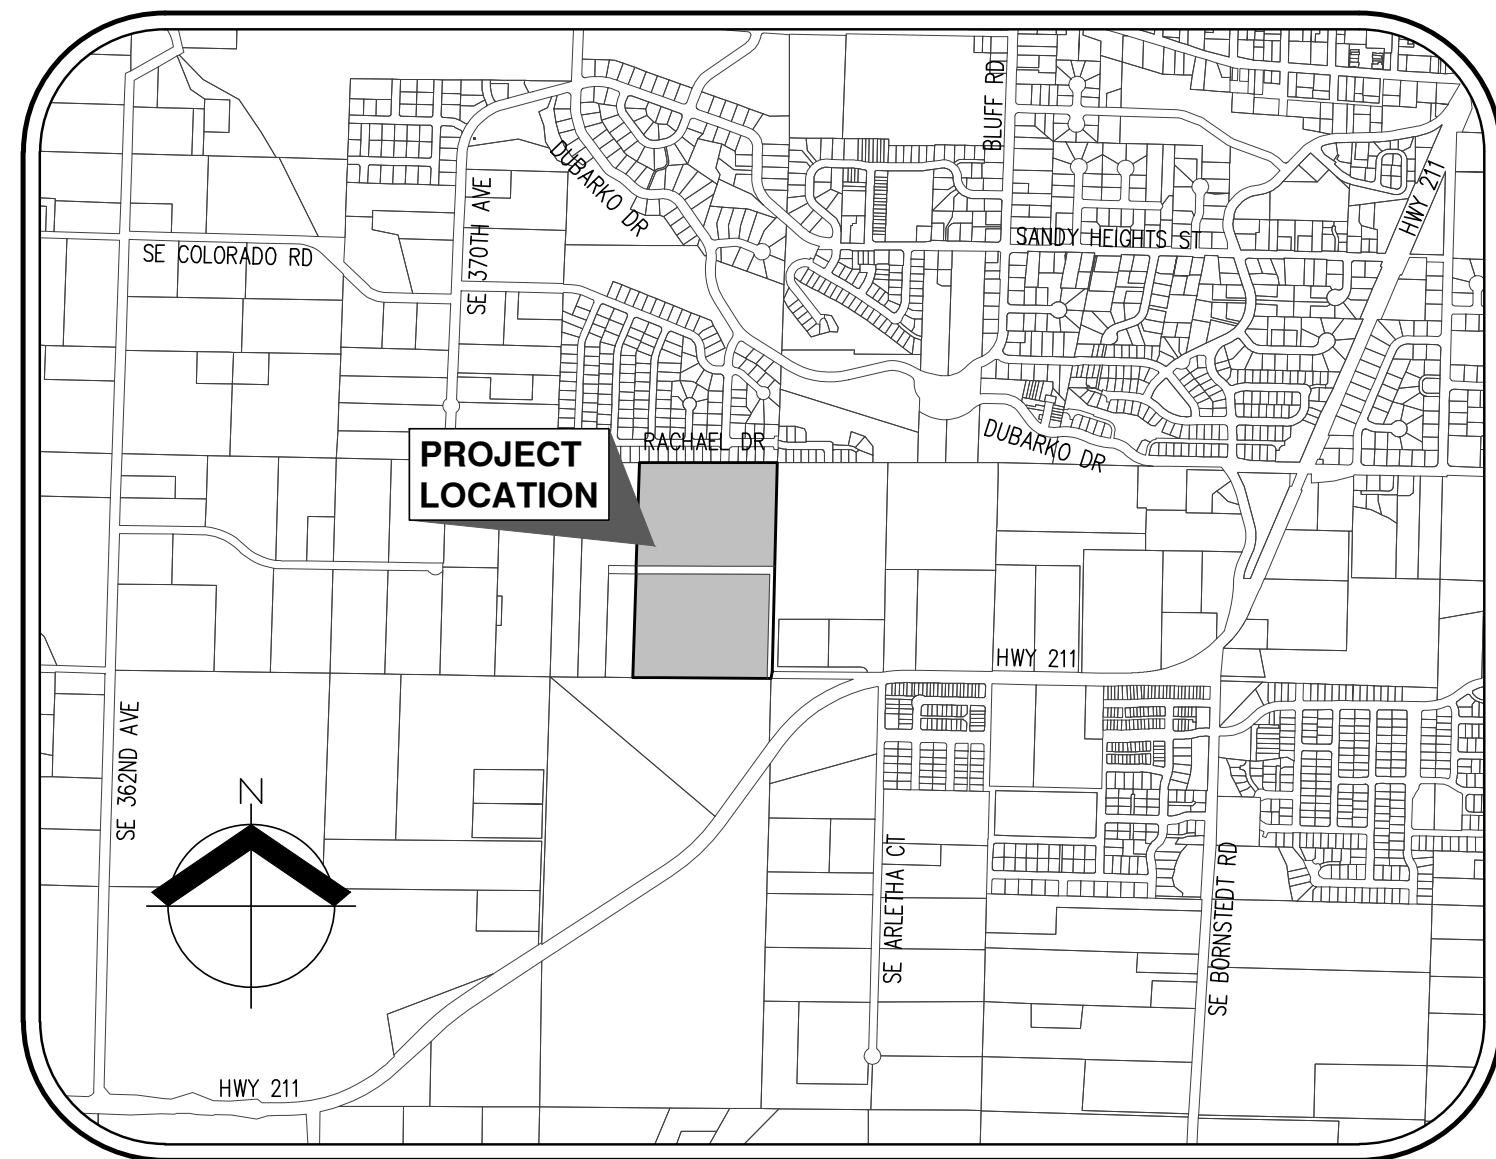 BLUFF RD
DUBARKO DR
SE 370TH AVE
HWY 211
SANDY HEIGHTS ST
SE COLORADO RD
RACHAEL DR
DUBARKO DR
PROJECT
LOCATION
HWY 211
SE 362ND AVE
N
SE ARLETHA CT
SE BORNSTEDT RD
HWY 211